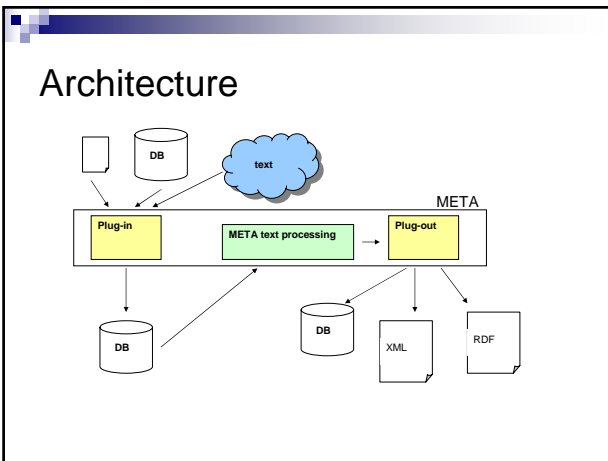 Architecture
DB
text
META
Plug-in
META text processing
Plug-out
DB
DB
XML
RDF